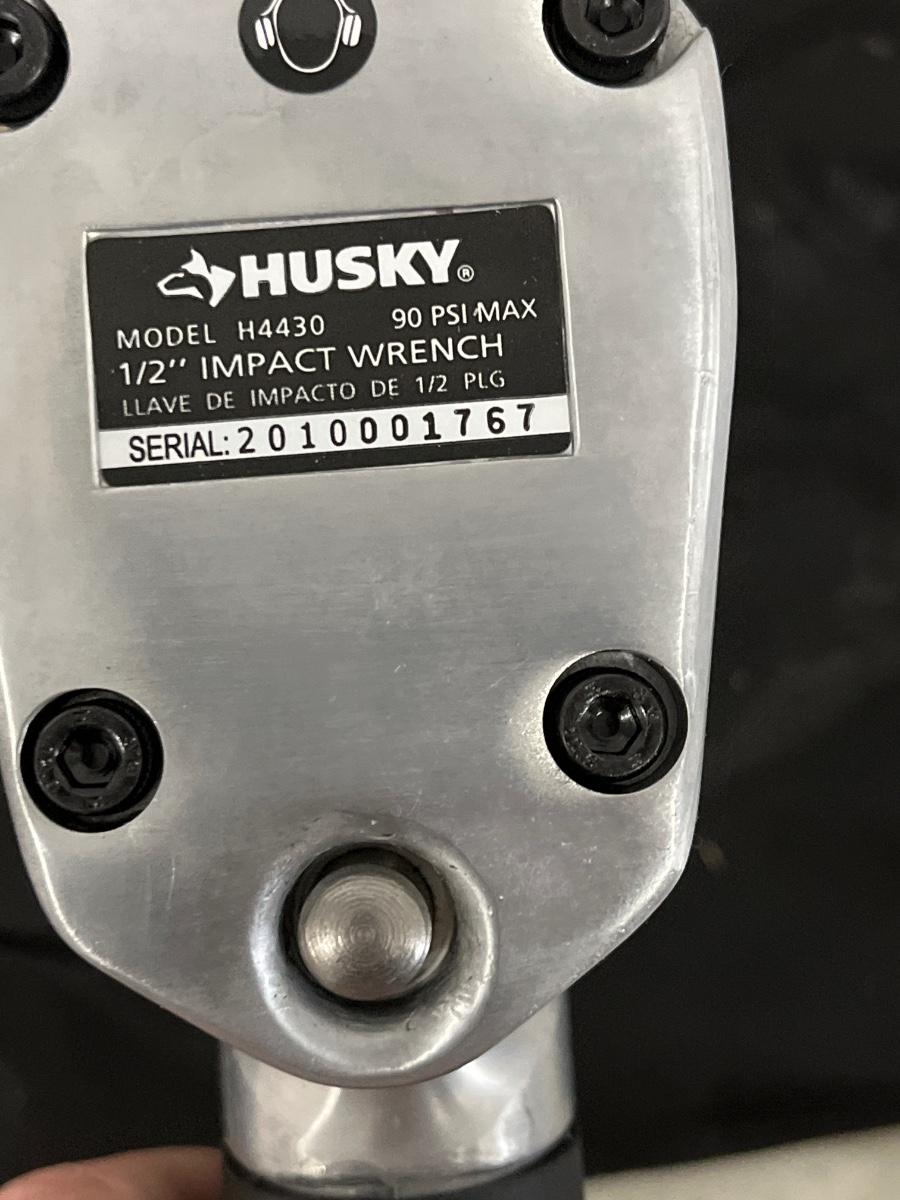 HUSKY®
MODEL H4430 90 PSI MAX
1/2" IMPACT WRENCH
LLAVE DE IMPACTO DE 1/2 PLG
SERIAL: 2010001767